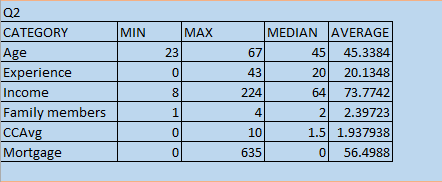 Q2
CATEGORY MIN MAX MEDIAN AVERAGE
Age 23 67 45 45.3384
Experience 0 43 20 20.1348
Income 8 224 64 73.7742
Family members 1 4 2 2.39723
CCAvg 0 10 1.5 1.937938
Mortgage 0 635 0 56.4988